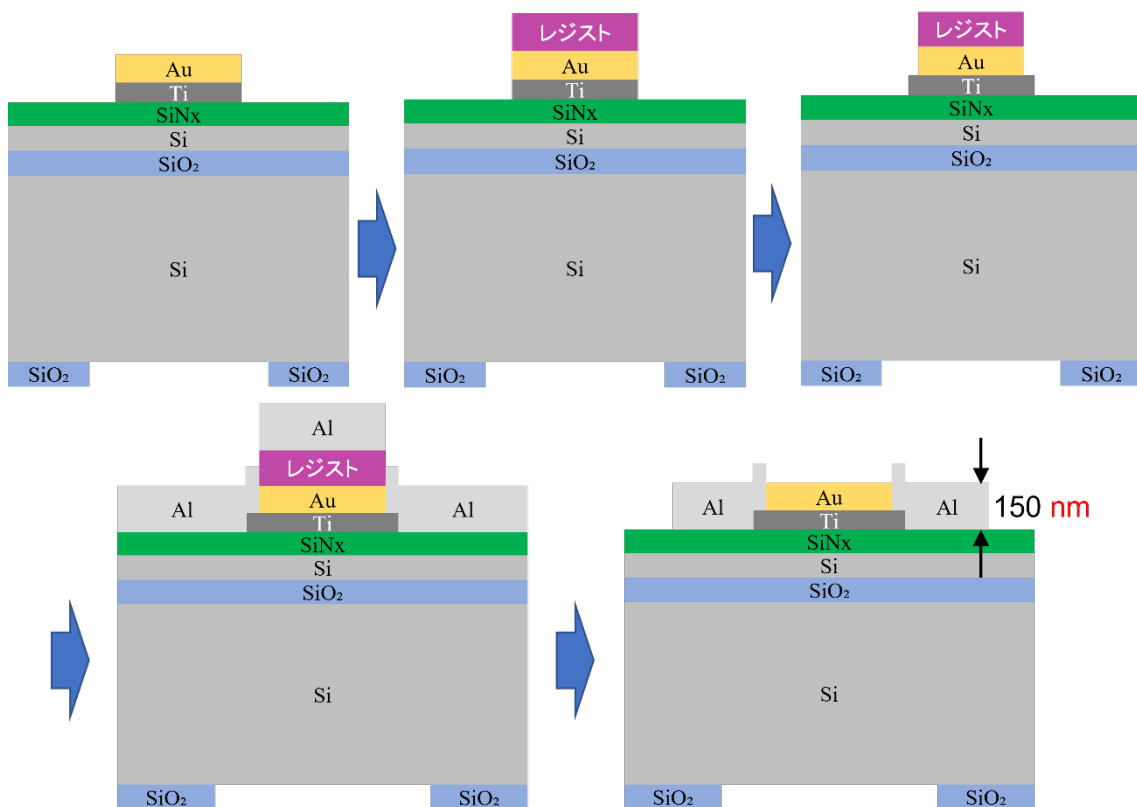 Au
Ti
SiNx
Si
SiO₂
Si
SiO₂
SiO₂
レジスト
Au
Ti
SiNx
Si
SiO₂
Si
SiO₂
SiO₂
レジスト
Au
Ti
SiNx
Si
SiO₂
Si
SiO₂
SiO₂
Al
レジスト
Al
Au
Al
Ti
SiNx
Si
SiO₂
Si
SiO₂
SiO₂
Al
Au
Al
150 nm
Ti
SiNx
Si
SiO₂
Si
SiO₂
SiO₂